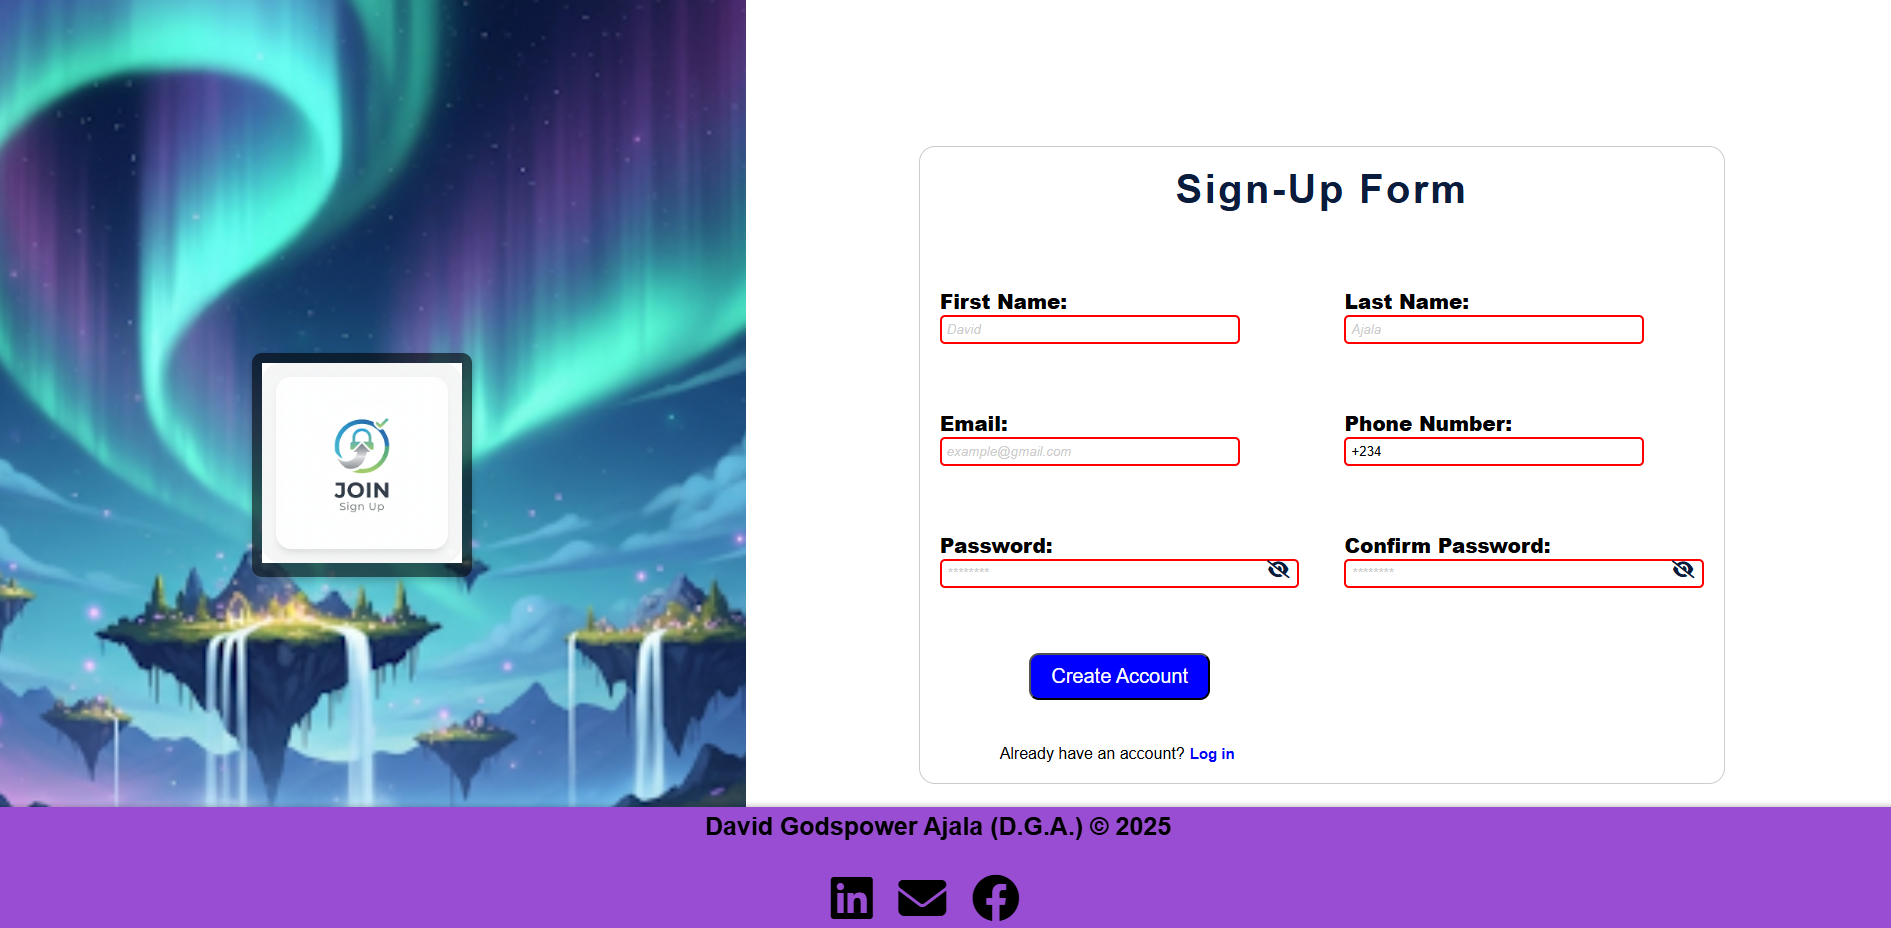 JOIN
Sign Up
Sign-Up Form
First Name:
Last Name:
David
Ajala
Email:
Phone Number:
example@gmail.com
+234
Password:
Confirm Password:
********
********
Create Account
Already have an account? Log in
David Godspower Ajala (D.G.A.) © 2025